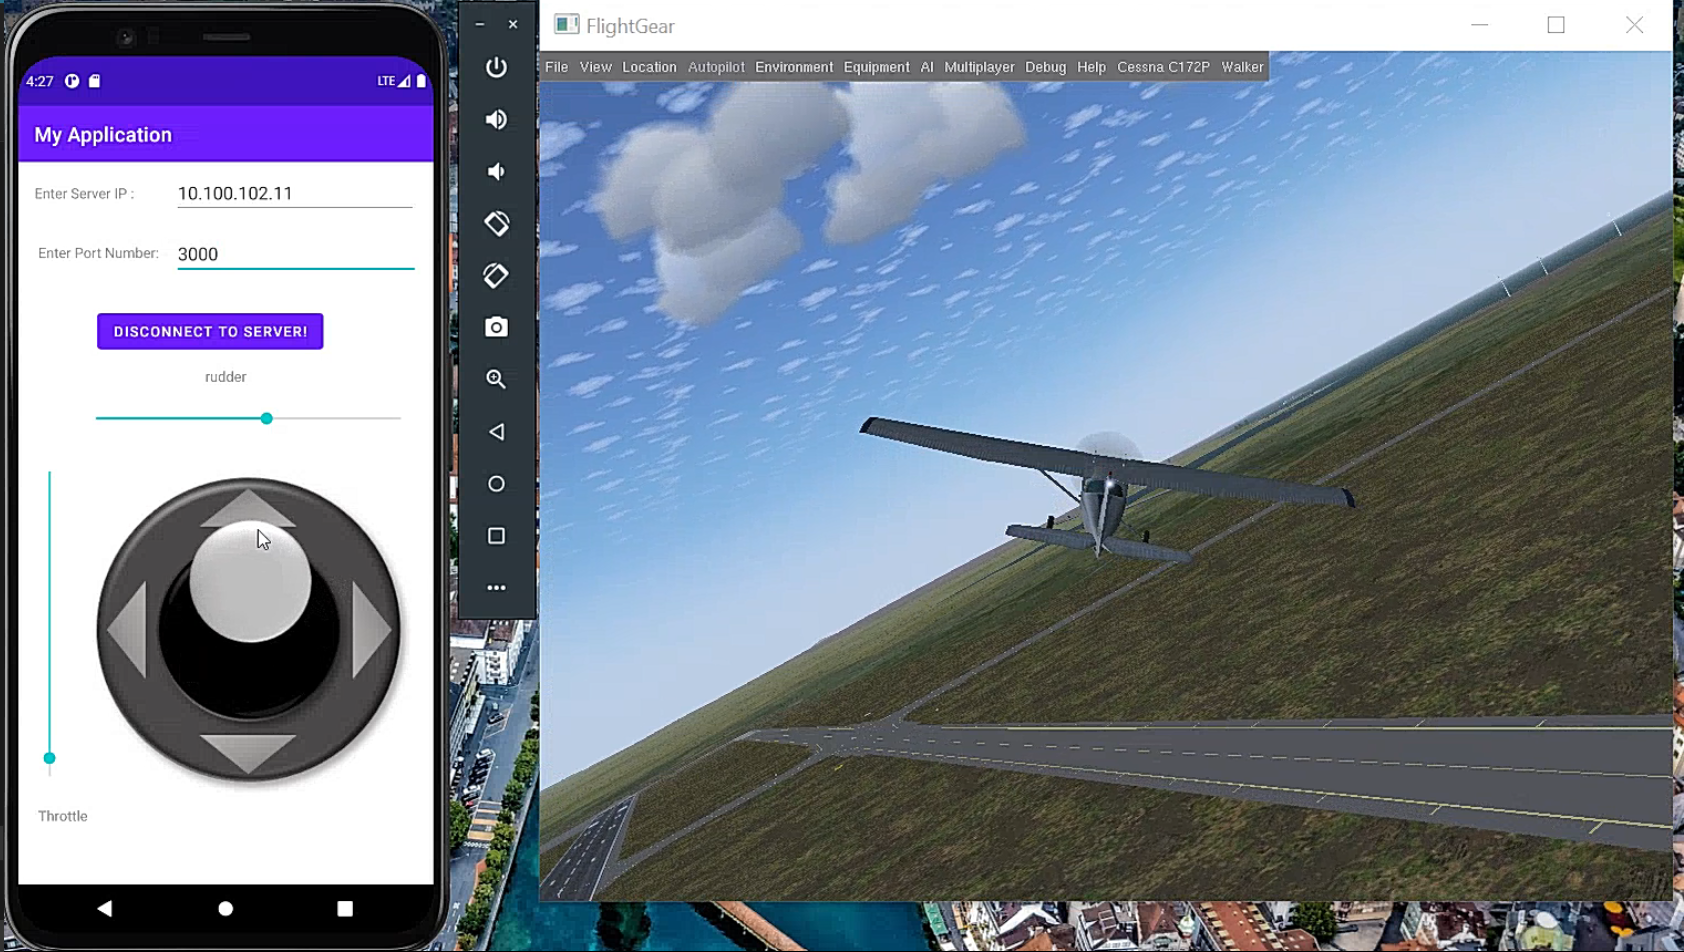 4:27
LTE
My Application
Enter Server IP : 10.100.102.11
Enter Port Number: 3000
DISCONNECT TO SERVER!
rudder
Throttle
FlightGear
File View Location Autopilot Environment Equipment AI Multiplayer Debug Help Cessna C172P Walker